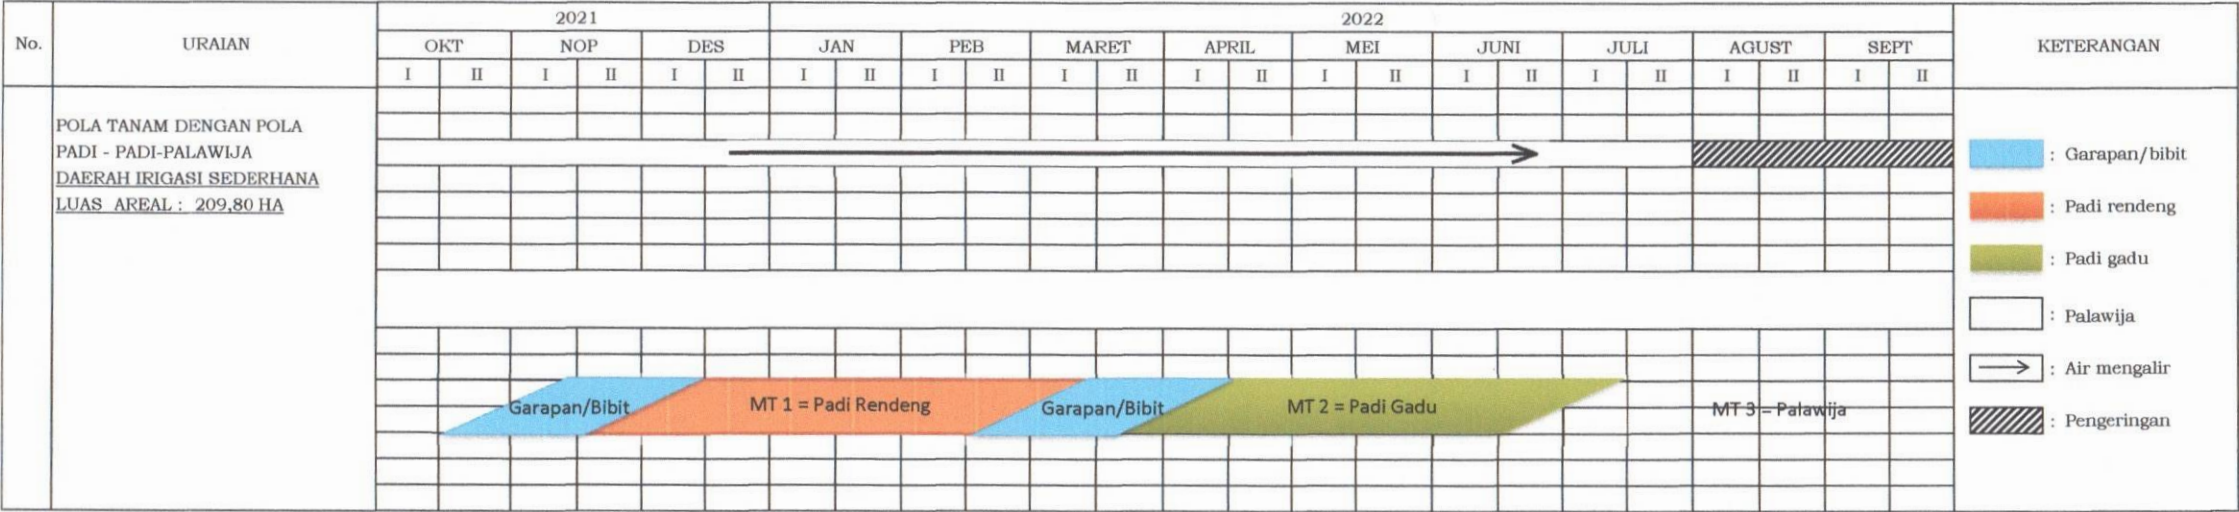 No. URAIAN 2021 2022 KETERANGAN
OKT NOP DES JAN PEB MARET APRIL MEI JUNI JULI AGUST SEPT
I II I II I II I II I II I II I II I II I II I II I II I II
POLA TANAM DENGAN POLA
PADI - PADI-PALAWIJA
DAERAH IRIGASI SEDERHANA
LUAS AREAL : 209,80 HA
Garapan/Bibit MT 1 = Padi Rendeng Garapan/Bibit MT 2 = Padi Gadu MT 3 = Palawija
: Garapan/bibit
: Padi rendeng
: Padi gadu
: Palawija
: Air mengalir
: Pengeringan